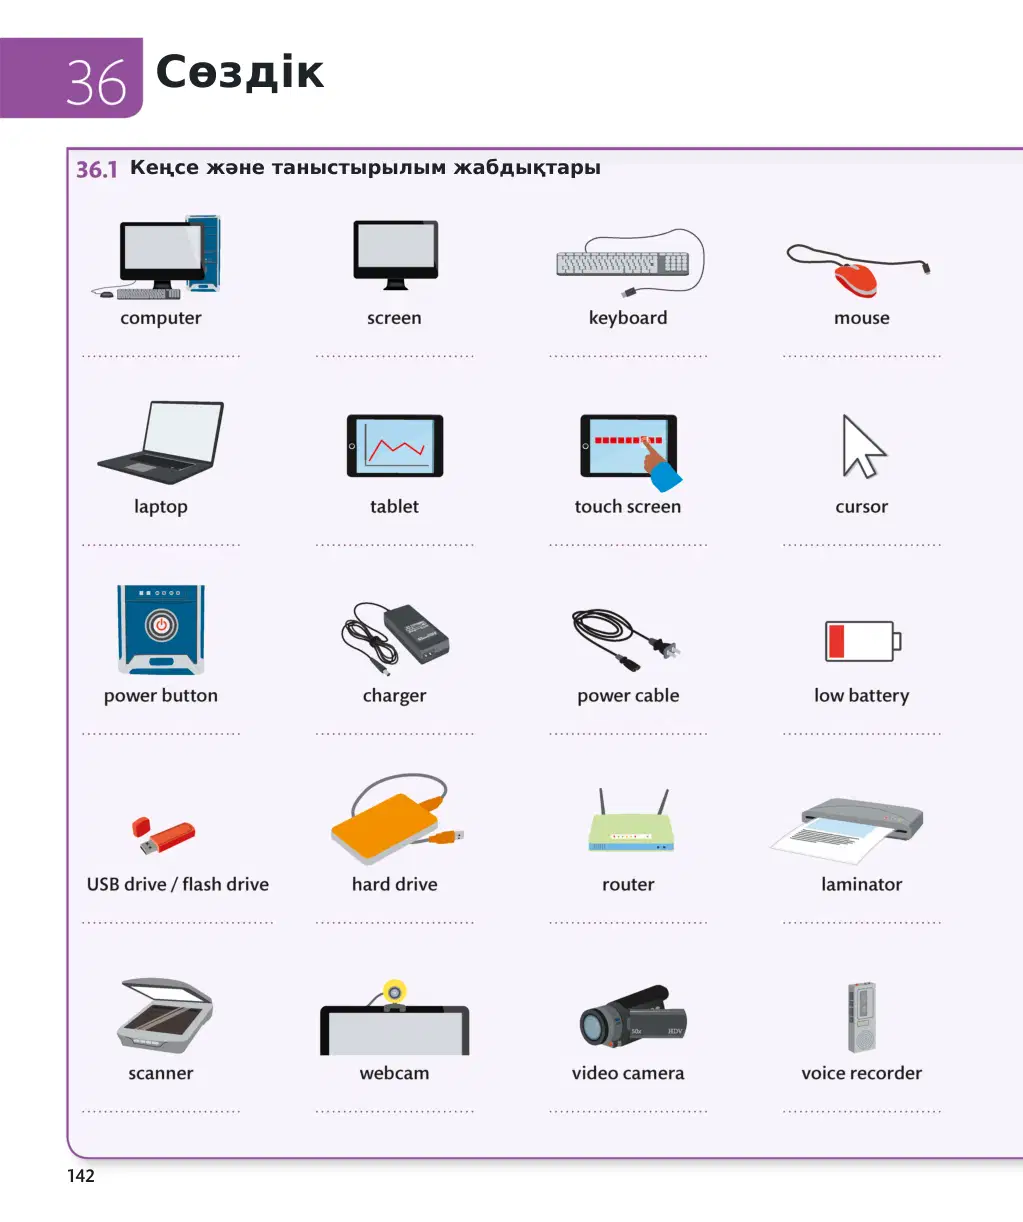 36 Сөздік
36.1 Кеңсе және таныстырылым жабдықтары
computer screen keyboard mouse
laptop tablet touch screen cursor
power button charger power cable low battery
USB drive / flash drive hard drive router laminator
30x HDV
scanner webcam video camera voice recorder
142